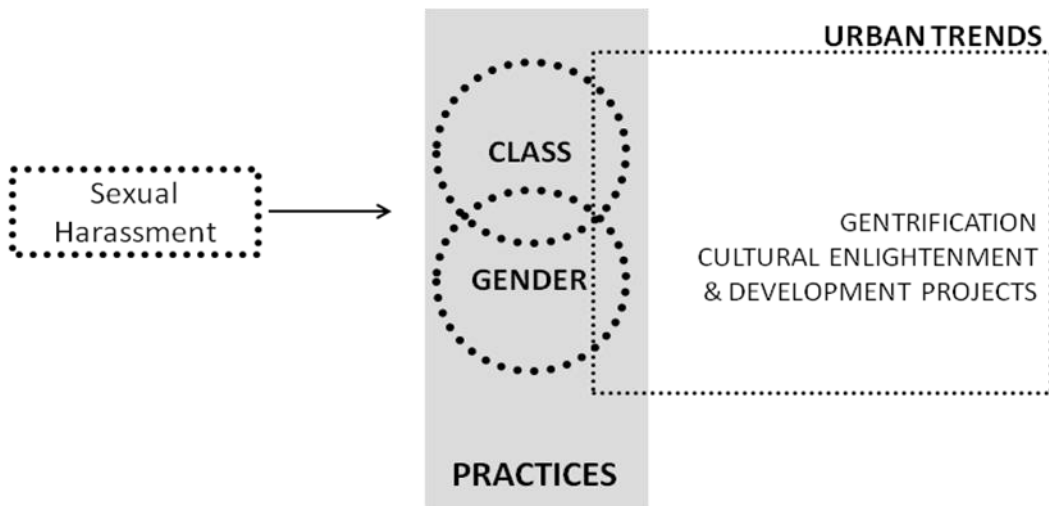 URBAN TRENDS
CLASS
Sexual
Harassment
GENDER
GENTRIFICATION
CULTURAL ENLIGHTENMENT
& DEVELOPMENT PROJECTS
PRACTICES